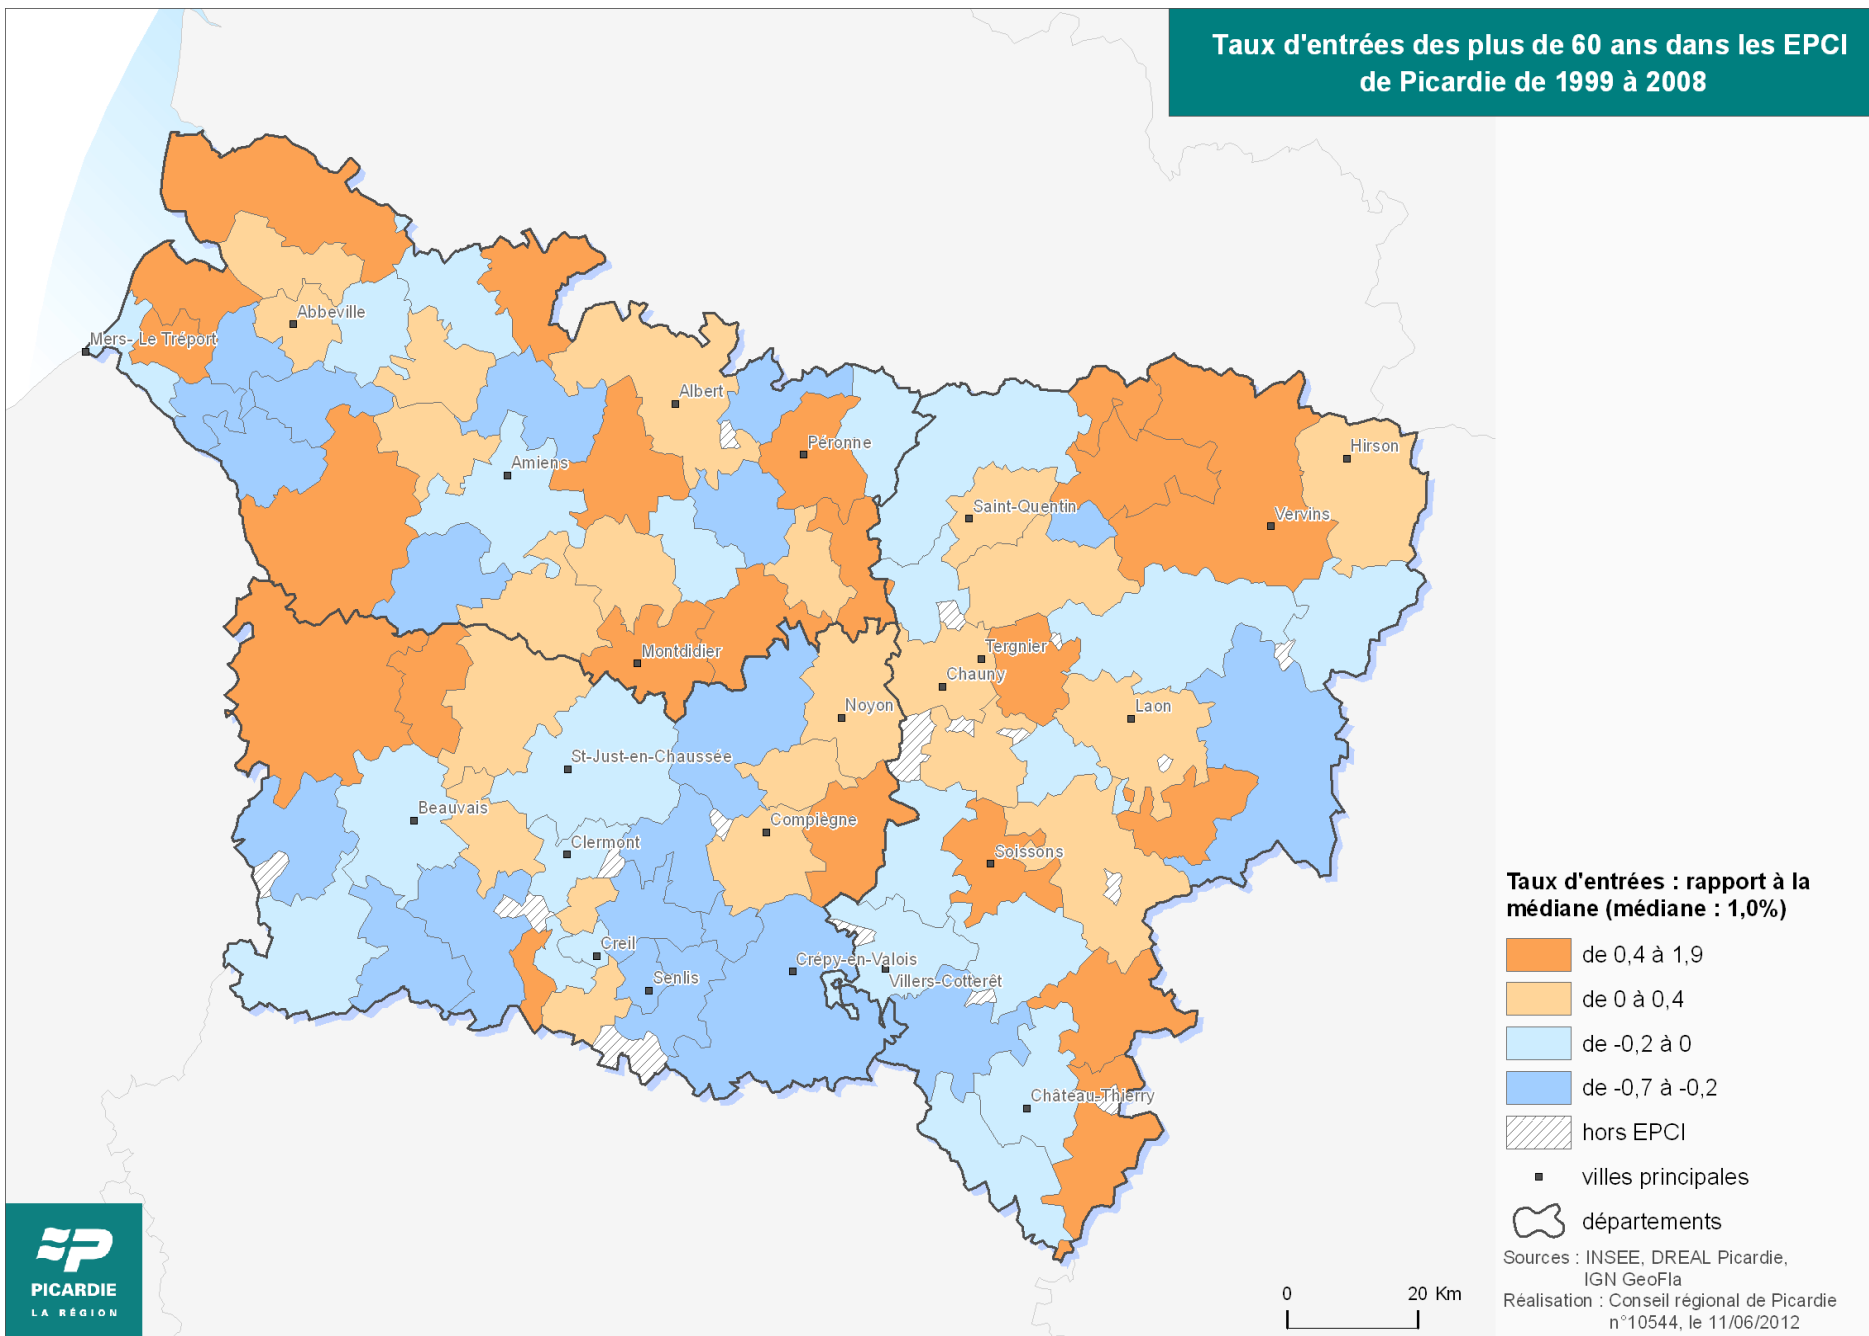 Taux d'entrées des plus de 60 ans dans les EPCI
de Picardie de 1999 à 2008
Abbeville
Mers- Le Tréport
Albert
Péronne
Hirson
Amiens
Saint-Quentin
Vervins
Montdidier
Tergnier
Chauny
Noyon
Laon
St-Just-en-Chaussée
Beauvais
Compiègne
Clermont
Soissons
Creil
Crépy-en-Valois
Senlis
Villers-Cotterêt
Château-Thierry
Taux d'entrées : rapport à la
médiane (médiane : 1,0%)
de 0,4 à 1,9
de 0 à 0,4
de -0,2 à 0
de -0,7 à -0,2
hors EPCI
villes principales
départements
Sources : INSEE, DREAL Picardie,
IGN GeoFla
Réalisation : Conseil régional de Picardie
n°10544, le 11/06/2012
0 20 Km
PICARDIE
LA RÉGION